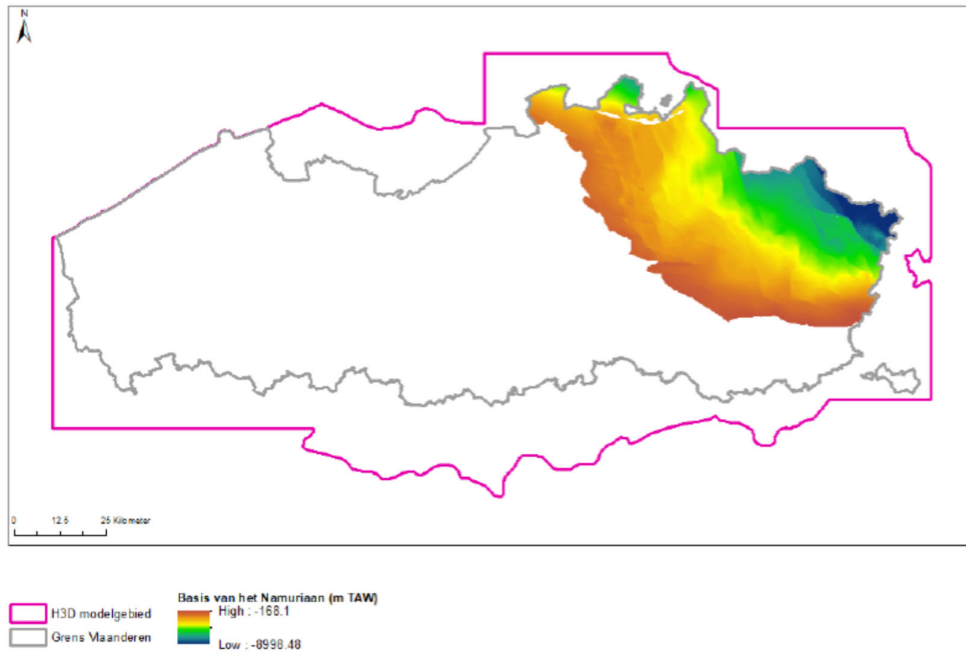 N
0 12.5 25 Kilometer
H3D modelgebied
Grens Vlaanderen
Basis van het Namuriaan (m TAW)
High : -168.1
Low : -8998.48